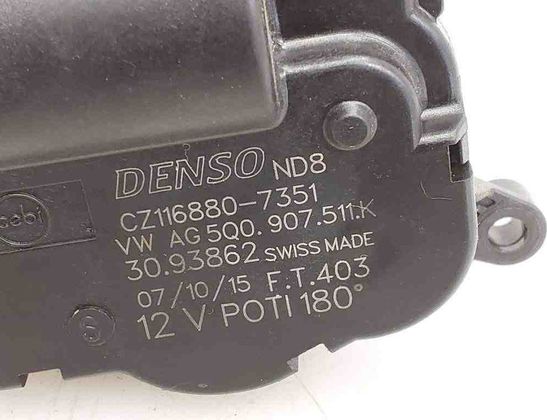 DENSO ND8
CZ116880-7351
VW AG 5Q0.907.511.K
30.93862 SWISS MADE
07/10/15 F.T.403
12 V POTI 180°
cebi
S